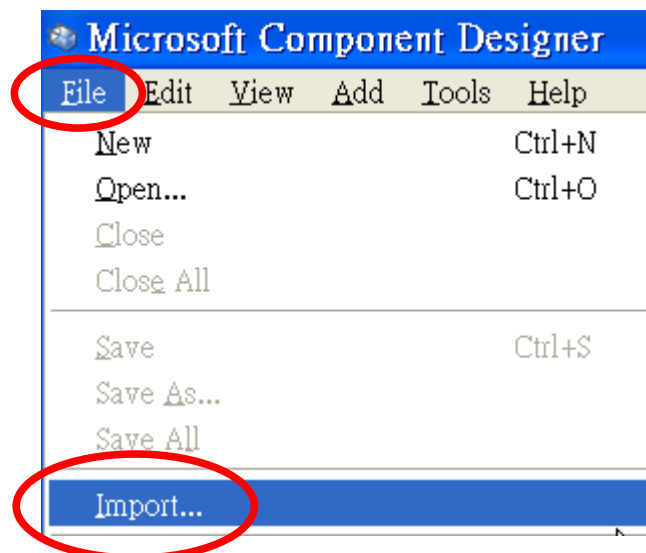 Microsoft Component Designer
File Edit View Add Tools Help
New Ctrl+N
Open... Ctrl+O
Close
Close All
Save Ctrl+S
Save As...
Save All
Import...